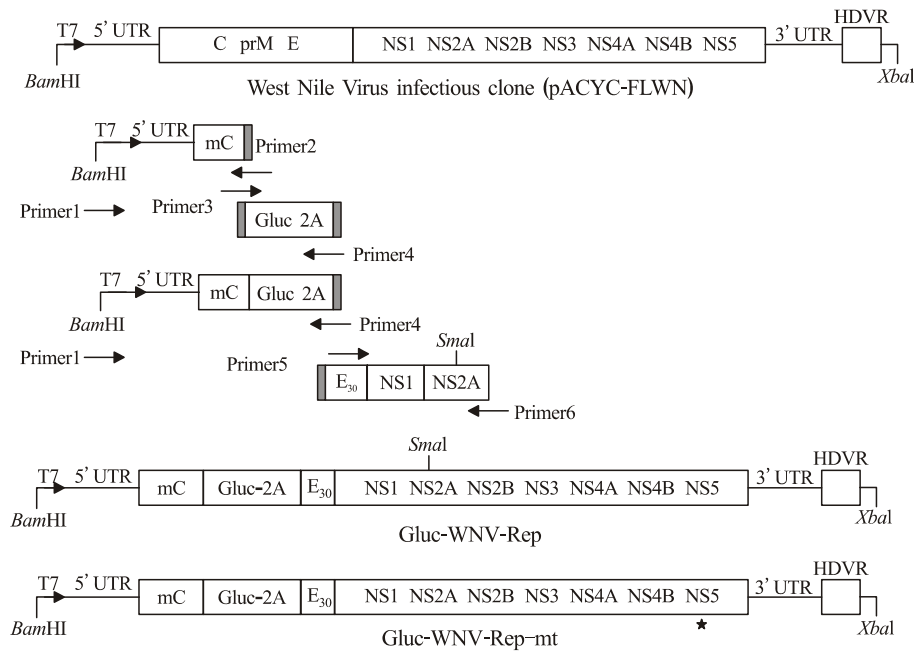 T7 5' UTR C prM E NS1 NS2A NS2B NS3 NS4A NS4B NS5 3' UTR HDVR
BamHI XbaI
West Nile Virus infectious clone (pACYC-FLWN)
T7 5' UTR mC Primer2
BamHI
Primer1 Primer3
Gluc 2A
Primer4
T7 5' UTR mC Gluc 2A
BamHI Primer4
Primer1 Primer5 SmaI
E30 NS1 NS2A
Primer6
SmaI
T7 5' UTR mC Gluc-2A E30 NS1 NS2A NS2B NS3 NS4A NS4B NS5 3' UTR HDVR
BamHI XbaI
Gluc-WNV-Rep
T7 5' UTR mC Gluc-2A E30 NS1 NS2A NS2B NS3 NS4A NS4B NS5 3' UTR HDVR
BamHI XbaI
Gluc-WNV-Rep-mt